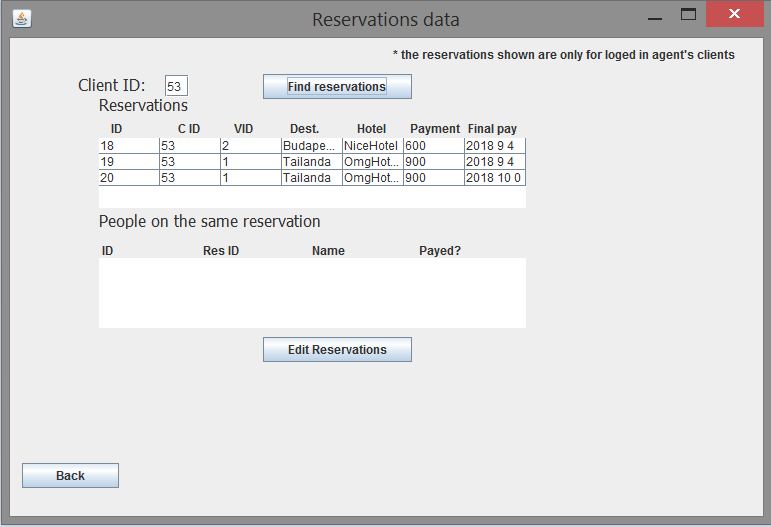 Reservations data
* the reservations shown are only for loged in agent's clients
Client ID: 53 Find reservations
Reservations
ID C ID VID Dest. Hotel Payment Final pay
18 53 2 Budape... NiceHotel 600 2018 9 4
19 53 1 Tailanda OmgHot... 900 2018 9 4
20 53 1 Tailanda OmgHot... 900 2018 10 0
People on the same reservation
ID Res ID Name Payed?
Edit Reservations
Back